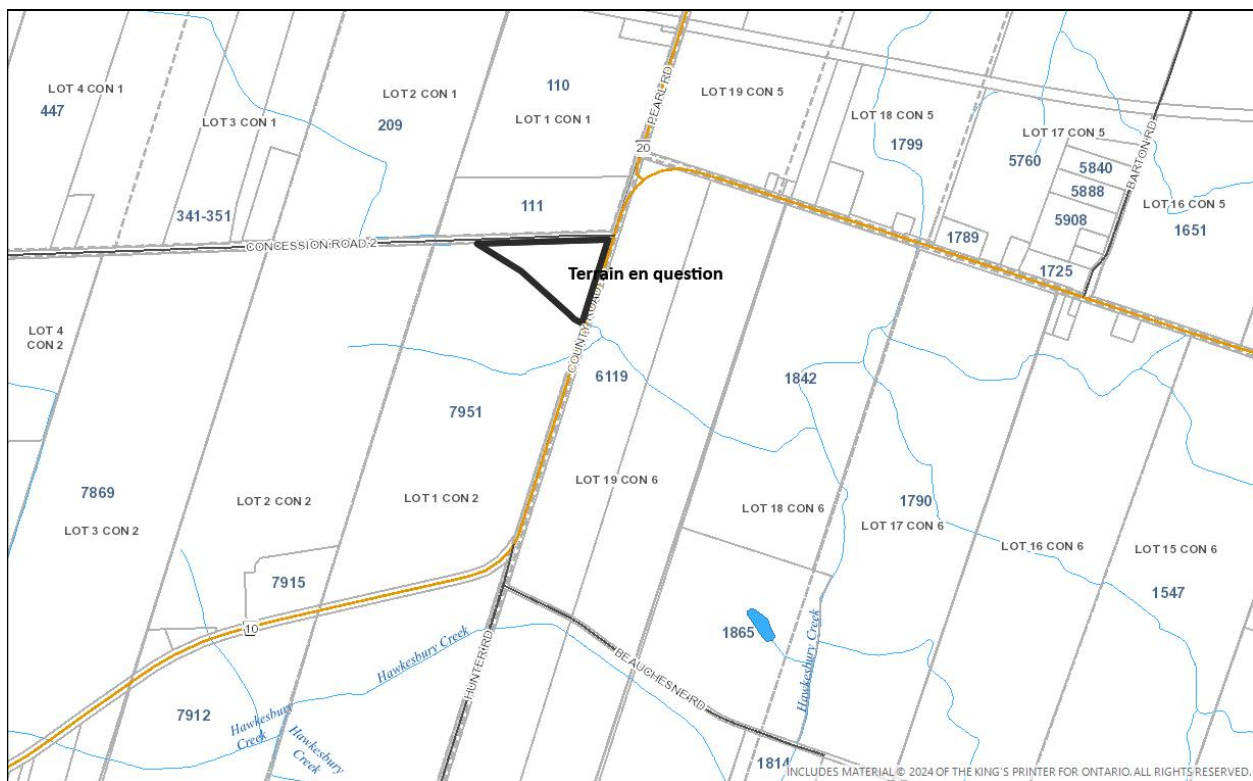 LOT 4 CON 1
447
LOT 3 CON 1
341-351
LOT 2 CON 1
209
110
LOT 1 CON 1
111
PEARL RD
20
LOT 19 CON 5
LOT 18 CON 5
1799
LOT 17 CON 5
5760
5840
5888
5908
BARTON RD
LOT 16 CON 5
1651
1789
1725
CONCESSION ROAD 2
Terrain en question
COUNTY ROAD
LOT 4
CON 2
7951
6119
1842
7869
LOT 3 CON 2
LOT 2 CON 2
LOT 1 CON 2
LOT 19 CON 6
LOT 18 CON 6
1790
LOT 17 CON 6
LOT 16 CON 6
LOT 15 CON 6
1547
7915
10
Hawkesbury Creek
HUNTER RD
BEAUCHESNE RD
1865
Hawkesbury Creek
7912
Hawkesbury
Creek
Hawkesbury
Creek
1814
INCLUDES MATERIAL © 2024 OF THE KING'S PRINTER FOR ONTARIO. ALL RIGHTS RESERVED.